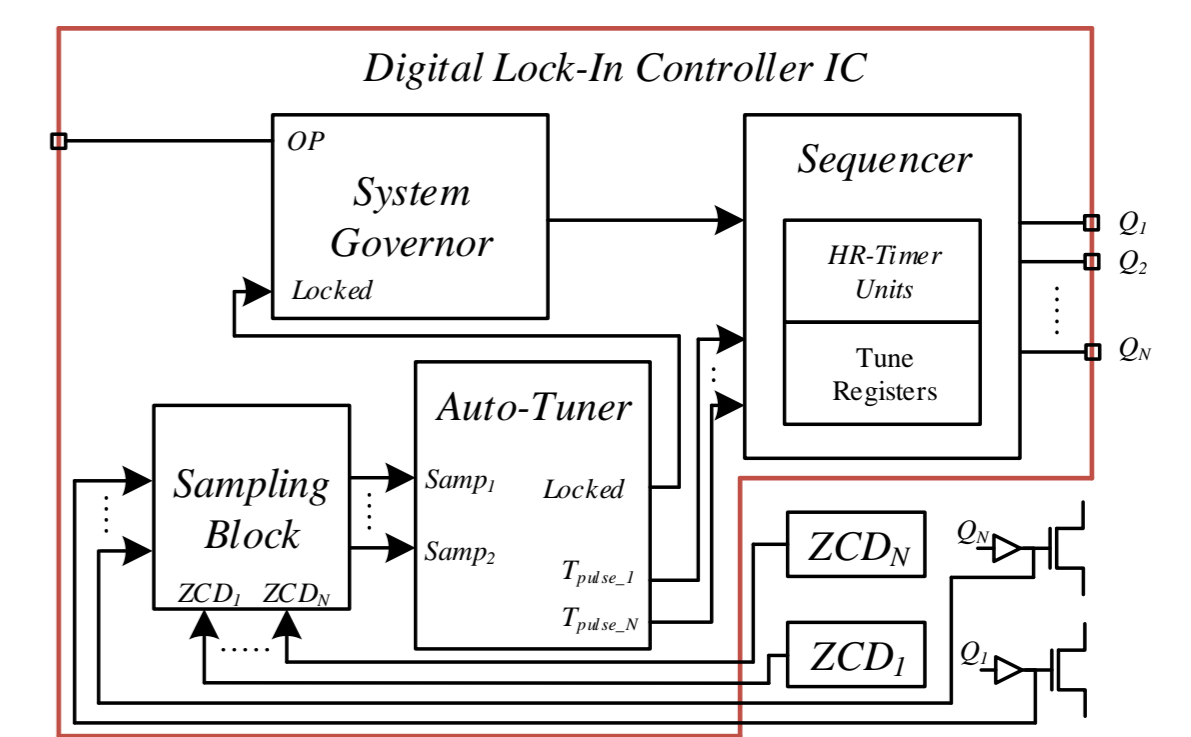 Digital Lock-In Controller IC
OP
System
Governor
Locked
Sequencer
HR-Timer
Units
Tune
Registers
Q1
Q2
QN
Auto-Tuner
Samp1
Samp2
Locked
Tpulse_1
Tpulse_N
Sampling
Block
ZCD1 ZCDN
ZCDN
QN
ZCD1
Q1